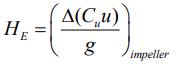 H_E = (Δ(C_u u) / g)_impeller